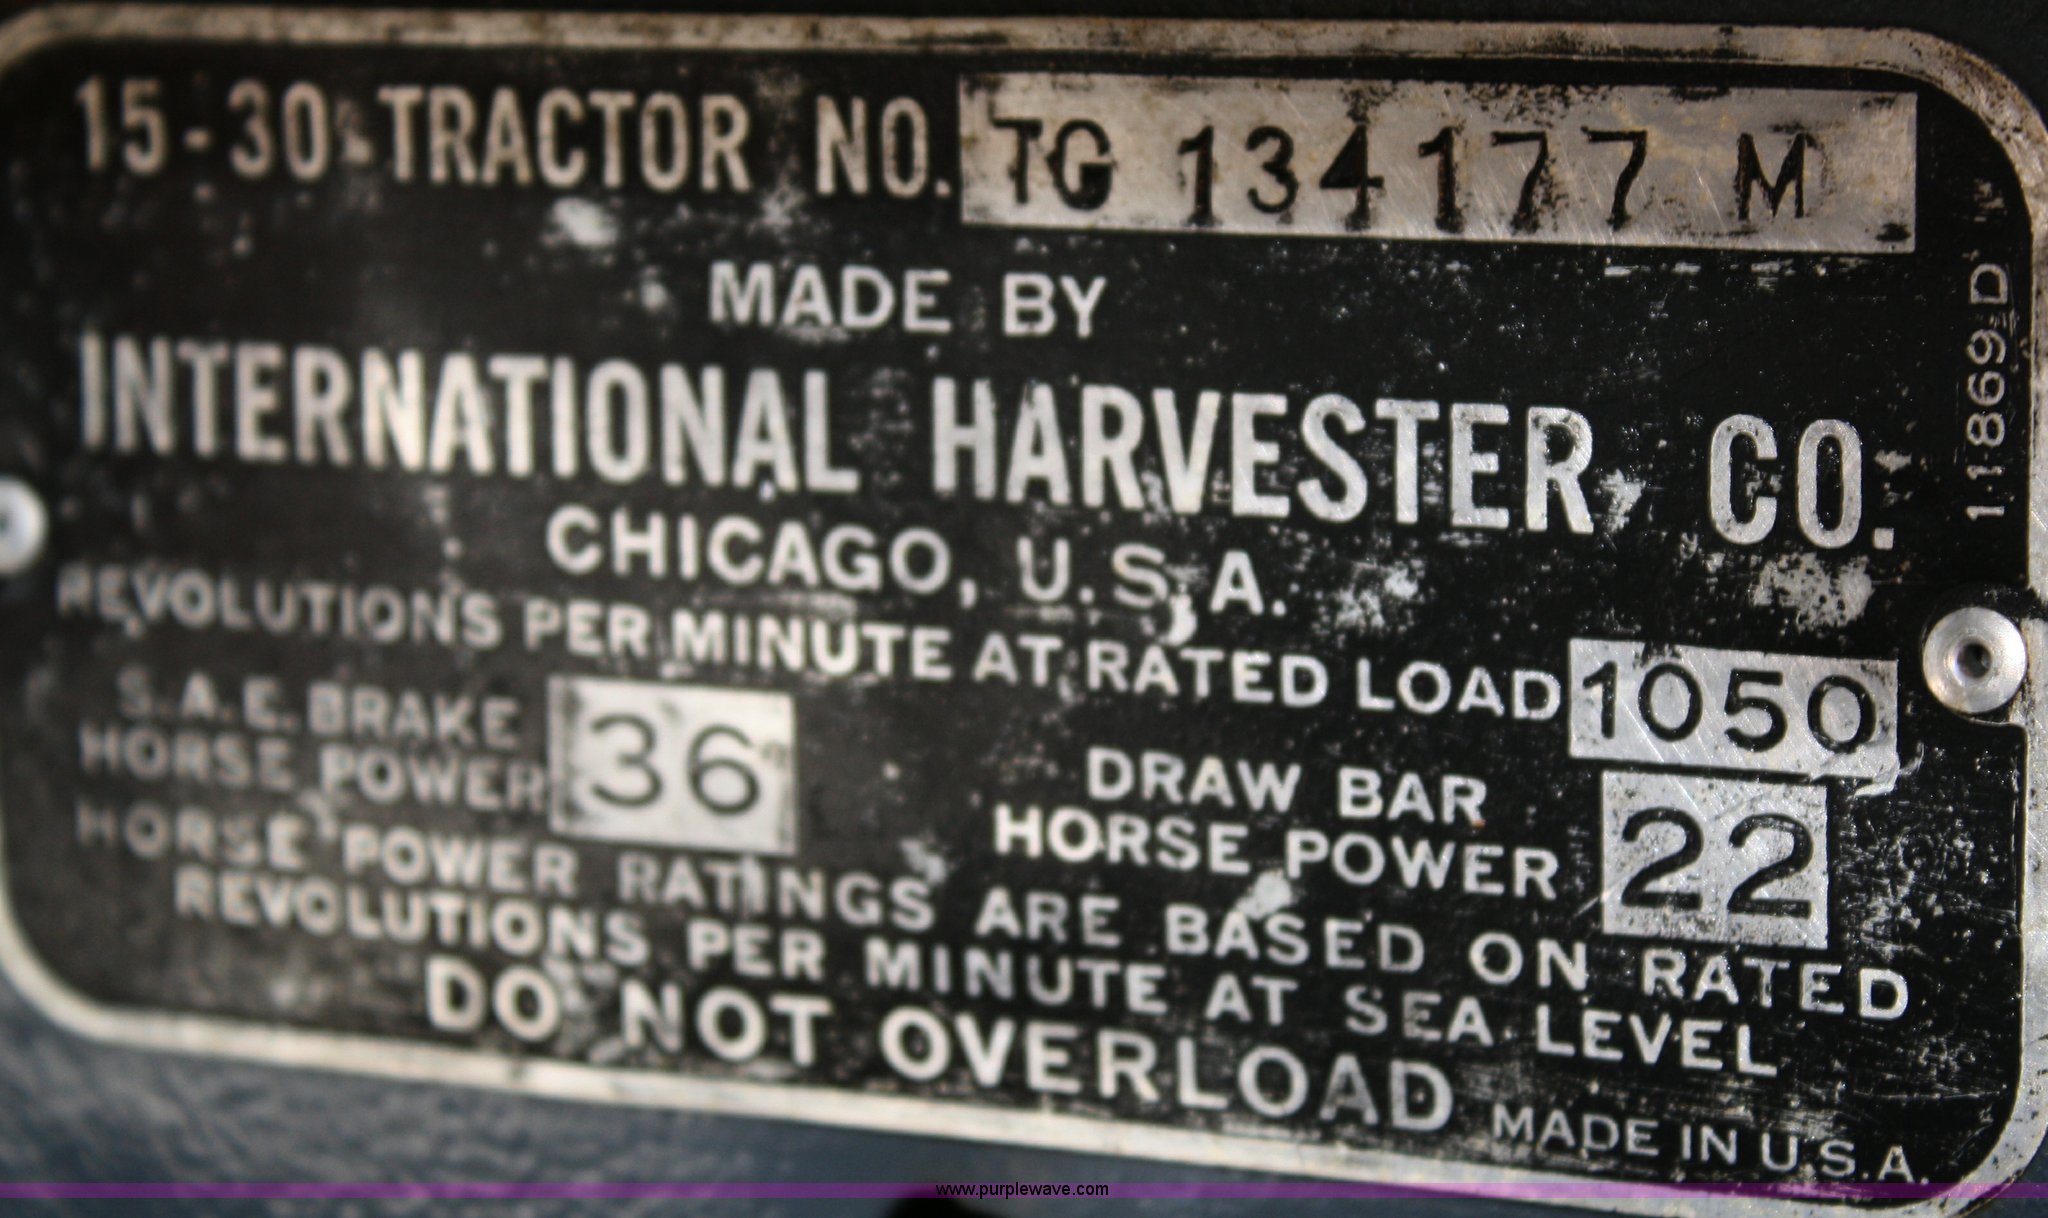 15-30 TRACTOR NO. TG 134177 M
MADE BY
INTERNATIONAL HARVESTER CO.
CHICAGO, U.S.A.
REVOLUTIONS PER MINUTE AT RATED LOAD 1050
S.A.E. BRAKE
HORSE POWER 36
DRAW BAR
HORSE POWER 22
HORSE POWER RATINGS ARE BASED ON RATED
REVOLUTIONS PER MINUTE AT SEA LEVEL
DO NOT OVERLOAD
MADE IN U.S.A.
11869 D
www.purplewave.com